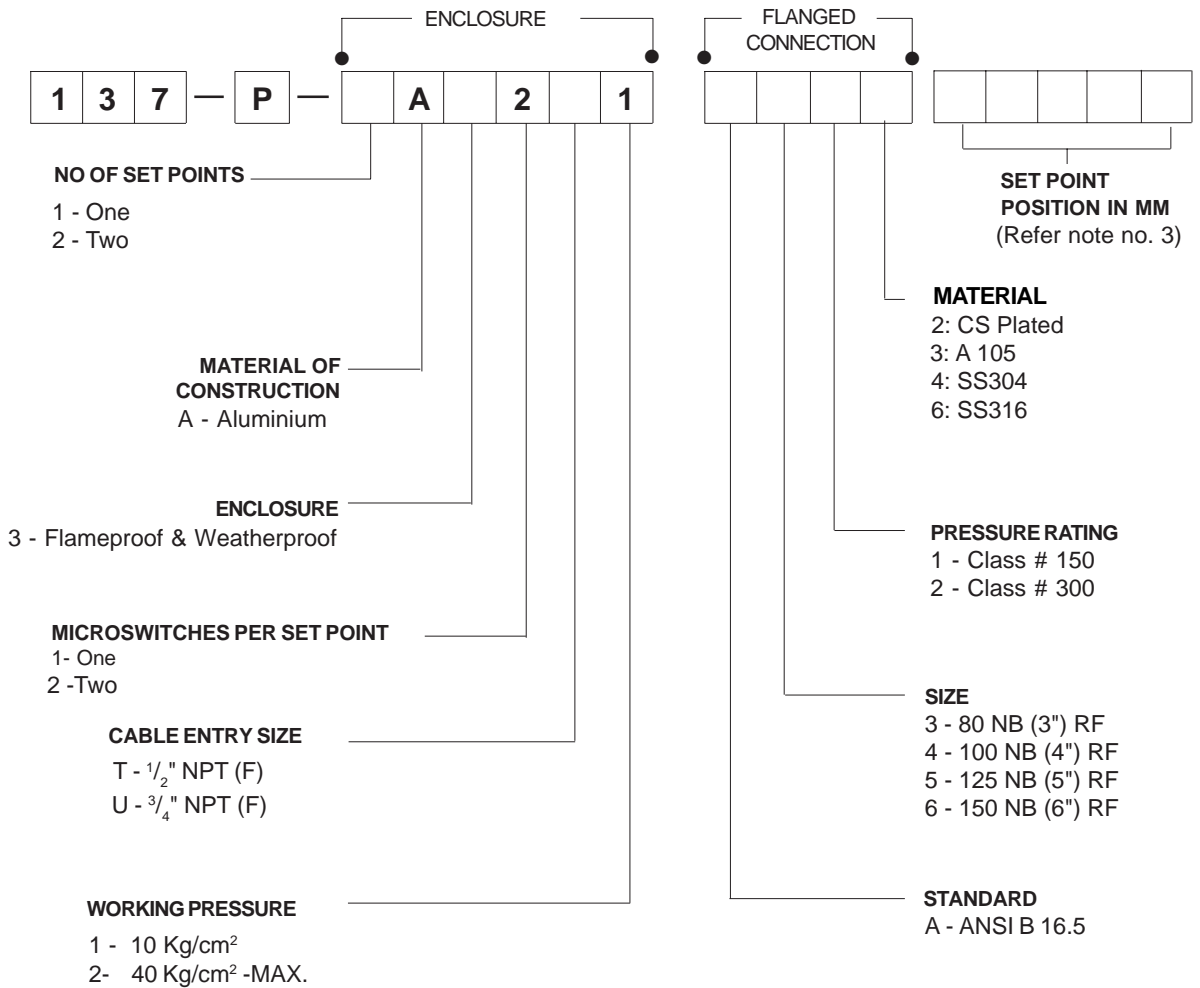 ENCLOSURE
FLANGED
CONNECTION
1 3 7 — P — A 2 1
NO OF SET POINTS
1 - One
2 - Two
SET POINT
POSITION IN MM
(Refer note no. 3)
MATERIAL
2: CS Plated
3: A 105
4: SS304
6: SS316
MATERIAL OF
CONSTRUCTION
A - Aluminium
ENCLOSURE
3 - Flameproof & Weatherproof
PRESSURE RATING
1 - Class # 150
2 - Class # 300
MICROSWITCHES PER SET POINT
1- One
2 -Two
SIZE
3 - 80 NB (3") RF
4 - 100 NB (4") RF
5 - 125 NB (5") RF
6 - 150 NB (6") RF
CABLE ENTRY SIZE
T - 1/2" NPT (F)
U - 3/4" NPT (F)
STANDARD
A - ANSI B 16.5
WORKING PRESSURE
1 - 10 Kg/cm²
2- 40 Kg/cm² -MAX.